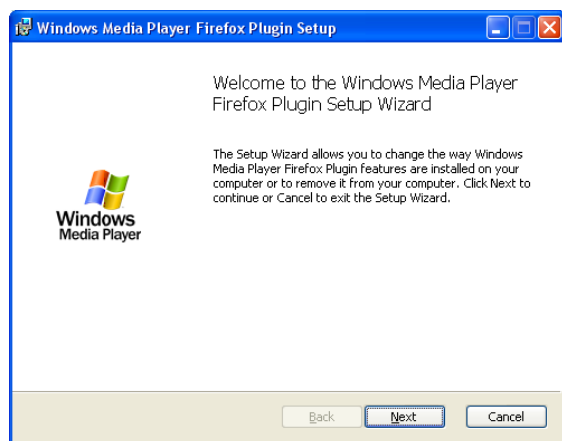 Windows Media Player Firefox Plugin Setup
Welcome to the Windows Media Player
Firefox Plugin Setup Wizard
The Setup Wizard allows you to change the way Windows
Media Player Firefox Plugin features are installed on your
computer or to remove it from your computer. Click Next to
continue or Cancel to exit the Setup Wizard.
Windows
Media Player
Back
Next
Cancel